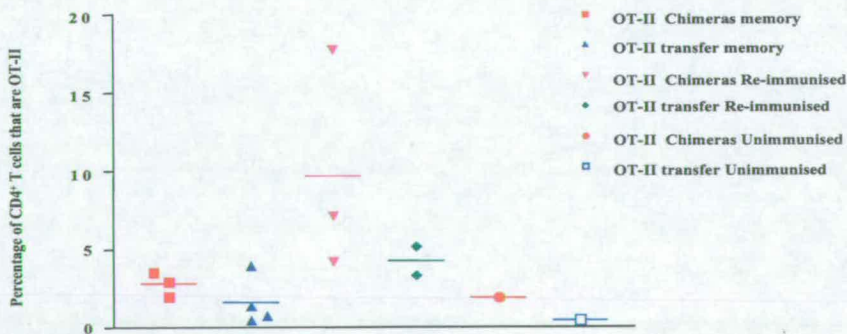 Percentage of CD4⁺ T cells that are OT-II
20
15
10
5
0
OT-II Chimeras memory
OT-II transfer memory
OT-II Chimeras Re-immunised
OT-II transfer Re-immunised
OT-II Chimeras Unimmunised
OT-II transfer Unimmunised